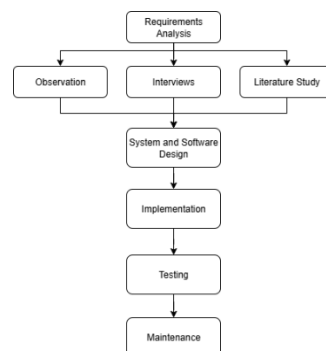 Requirements
Analysis
Observation
Interviews
Literature Study
System and Software
Design
Implementation
Testing
Maintenance